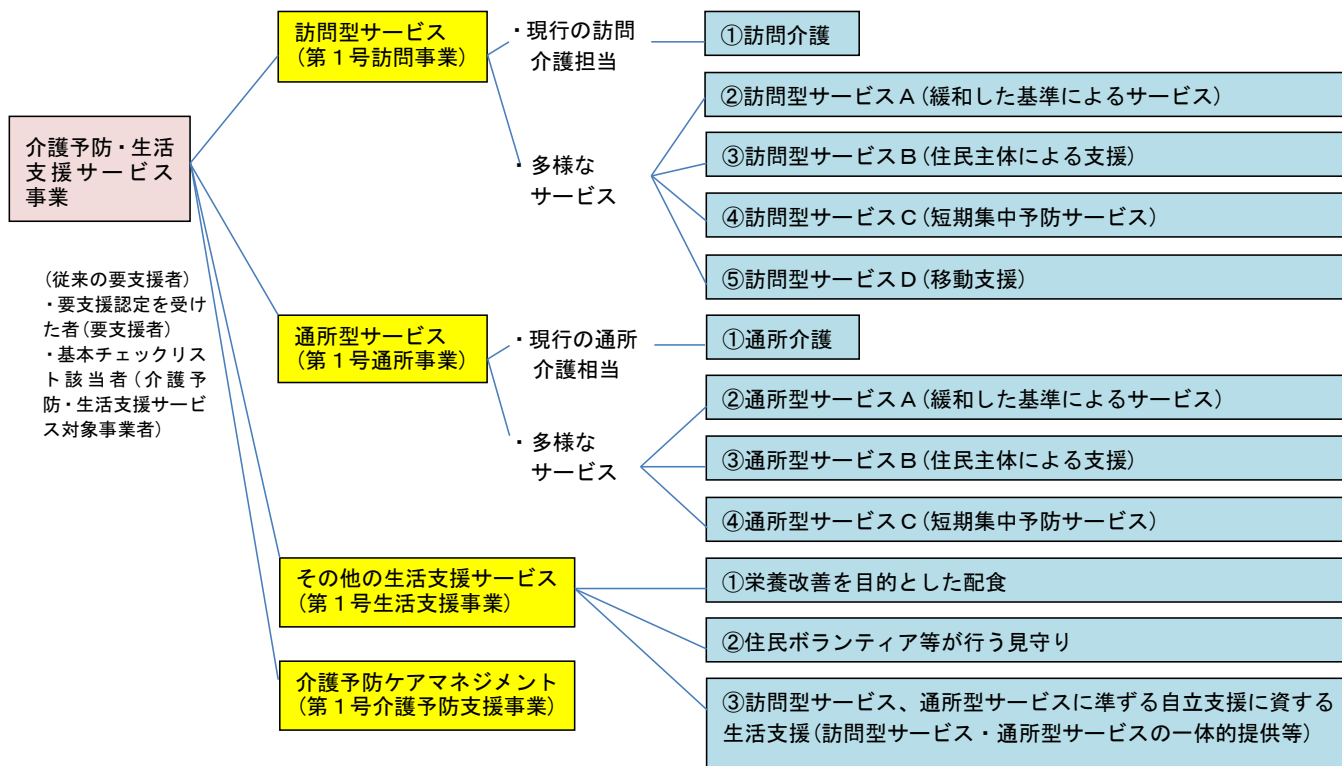 介護予防・生活
支援サービス
事業
(従来の要支援者)
・要支援認定を受け
た者(要支援者)
・基本チェックリス
ト該当者(介護予
防・生活支援サービ
ス対象事業者)
訪問型サービス
(第1号訪問事業)
・現行の訪問
介護担当
①訪問介護
・多様な
サービス
②訪問型サービスA(緩和した基準によるサービス)
③訪問型サービスB(住民主体による支援)
④訪問型サービスC(短期集中予防サービス)
⑤訪問型サービスD(移動支援)
通所型サービス
(第1号通所事業)
・現行の通所
介護相当
①通所介護
・多様な
サービス
②通所型サービスA(緩和した基準によるサービス)
③通所型サービスB(住民主体による支援)
④通所型サービスC(短期集中予防サービス)
その他の生活支援サービス
(第1号生活支援事業)
①栄養改善を目的とした配食
②住民ボランティア等が行う見守り
③訪問型サービス、通所型サービスに準ずる自立支援に資する
生活支援(訪問型サービス・通所型サービスの一体的提供等)
介護予防ケアマネジメント
(第1号介護予防支援事業)